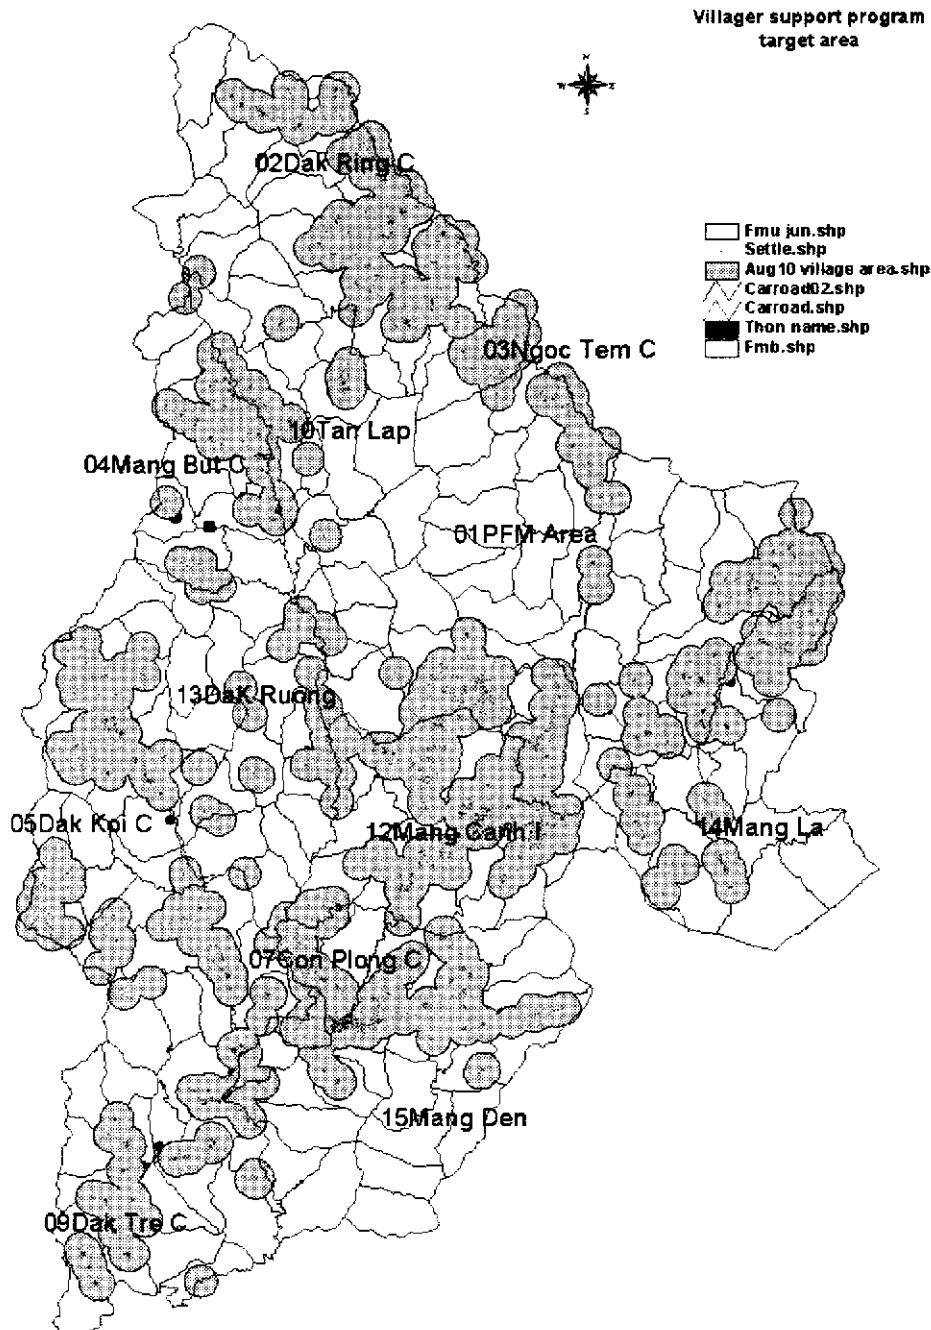 Villager support program
target area
N
W
E
S
02Dak Ring C
Fmu jun.shp
Settle.shp
Aug10 village area.shp
Carroad02.shp
Carroad.shp
Thon name.shp
Fmb.shp
03Ngoc Tem C
10Tan Lap
04Mang But C
01PFM Area
13Dak Ruong
05Dak Koi C
12Mang Canh I
14Mang La
07Con Plong C
15Mang Den
09Dak Tre C